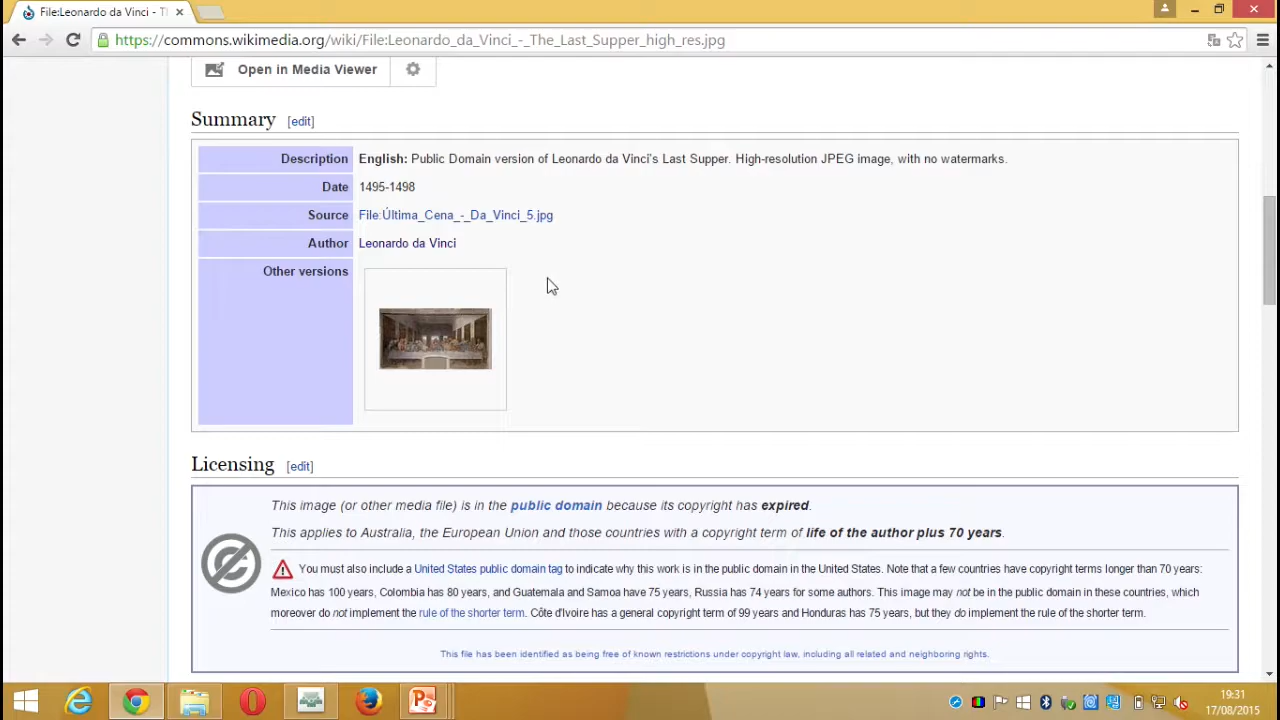 File:Leonardo da Vinci - Th
https://commons.wikimedia.org/wiki/File:Leonardo_da_Vinci_-_The_Last_Supper_high_res.jpg
Open in Media Viewer
Summary [edit]
Description English: Public Domain version of Leonardo da Vinci's Last Supper. High-resolution JPEG image, with no watermarks.
Date 1495-1498
Source File:Última_Cena_-_Da_Vinci_5.jpg
Author Leonardo da Vinci
Other versions
Licensing [edit]
This image (or other media file) is in the public domain because its copyright has expired.
This applies to Australia, the European Union and those countries with a copyright term of life of the author plus 70 years.
You must also include a United States public domain tag to indicate why this work is in the public domain in the United States. Note that a few countries have copyright terms longer than 70 years:
Mexico has 100 years, Colombia has 80 years, and Guatemala and Samoa have 75 years, Russia has 74 years for some authors. This image may not be in the public domain in these countries, which
moreover do not implement the rule of the shorter term. Côte d'Ivoire has a general copyright term of 99 years and Honduras has 75 years, but they do implement the rule of the shorter term.
This file has been identified as being free of known restrictions under copyright law, including all related and neighboring rights.
19:31
17/08/2015